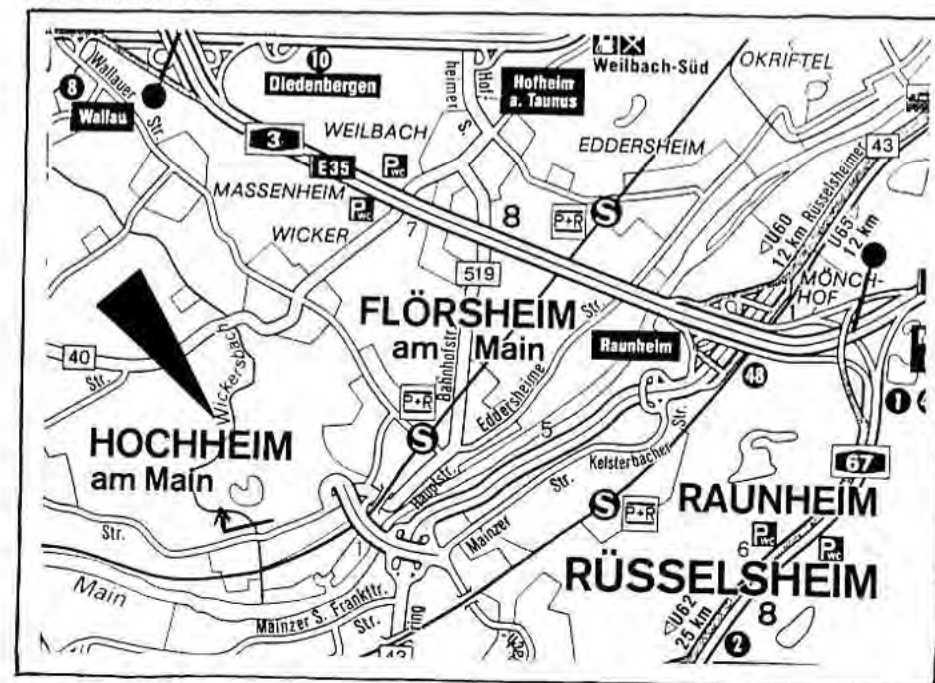 8
Wallauer
Str.
Wallau
10
Diedenbergen
heimer
Hof
Hofheim
a. Taunus
Weilbach-Süd
OKRIFTEL
43
3
E35
WEILBACH
P WC
MASSENHEIM
P WC
WICKER
7
8
EDDERSHEIM
P+R
S
U60
12 km
Rüsselsheimer
U65
12 km
MÖNCH-
HOF
519
FLÖRSHEIM
am Main
Bahnhofstr.
Eddersheimer
Str.
Raunheim
48
1
40
Str.
Wickersbach
P+R
S
HOCHHEIM
am Main
5
Hauptstr.
Kelsterbacher
Str.
67
Mainzer
Str.
S
P+R
RAUNHEIM
6
P WC
P WC
RÜSSELSHEIM
Str.
Main
Mainzer S. Frankftr.
Str.
ring
43
U62
25 km
8
2